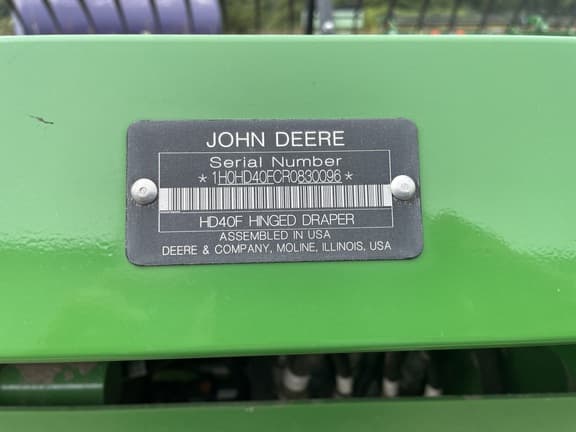 JOHN DEERE
Serial Number
* 1H0HD40FCR0830096 *
HD40F HINGED DRAPER
ASSEMBLED IN USA
DEERE & COMPANY, MOLINE, ILLINOIS, USA